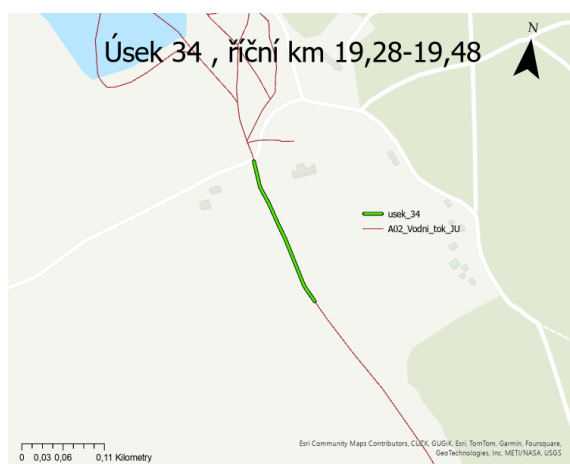 Úsek 34 , říční km 19,28-19,48
N
usek_34
A02_Vodni_tok_JU
0 0,03 0,06 0,11 Kilometry
Esri Community Maps Contributors, CUZK, GUGiK, Esri, TomTom, Garmin, Foursquare,
GeoTechnologies, Inc, METI/NASA, USGS